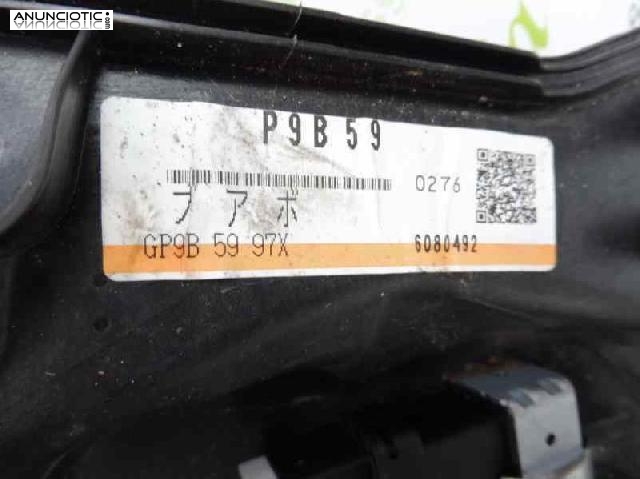 ANUNCIOTIC
P9B59
0276
ブアボ
GP9B 59 97X
6080492